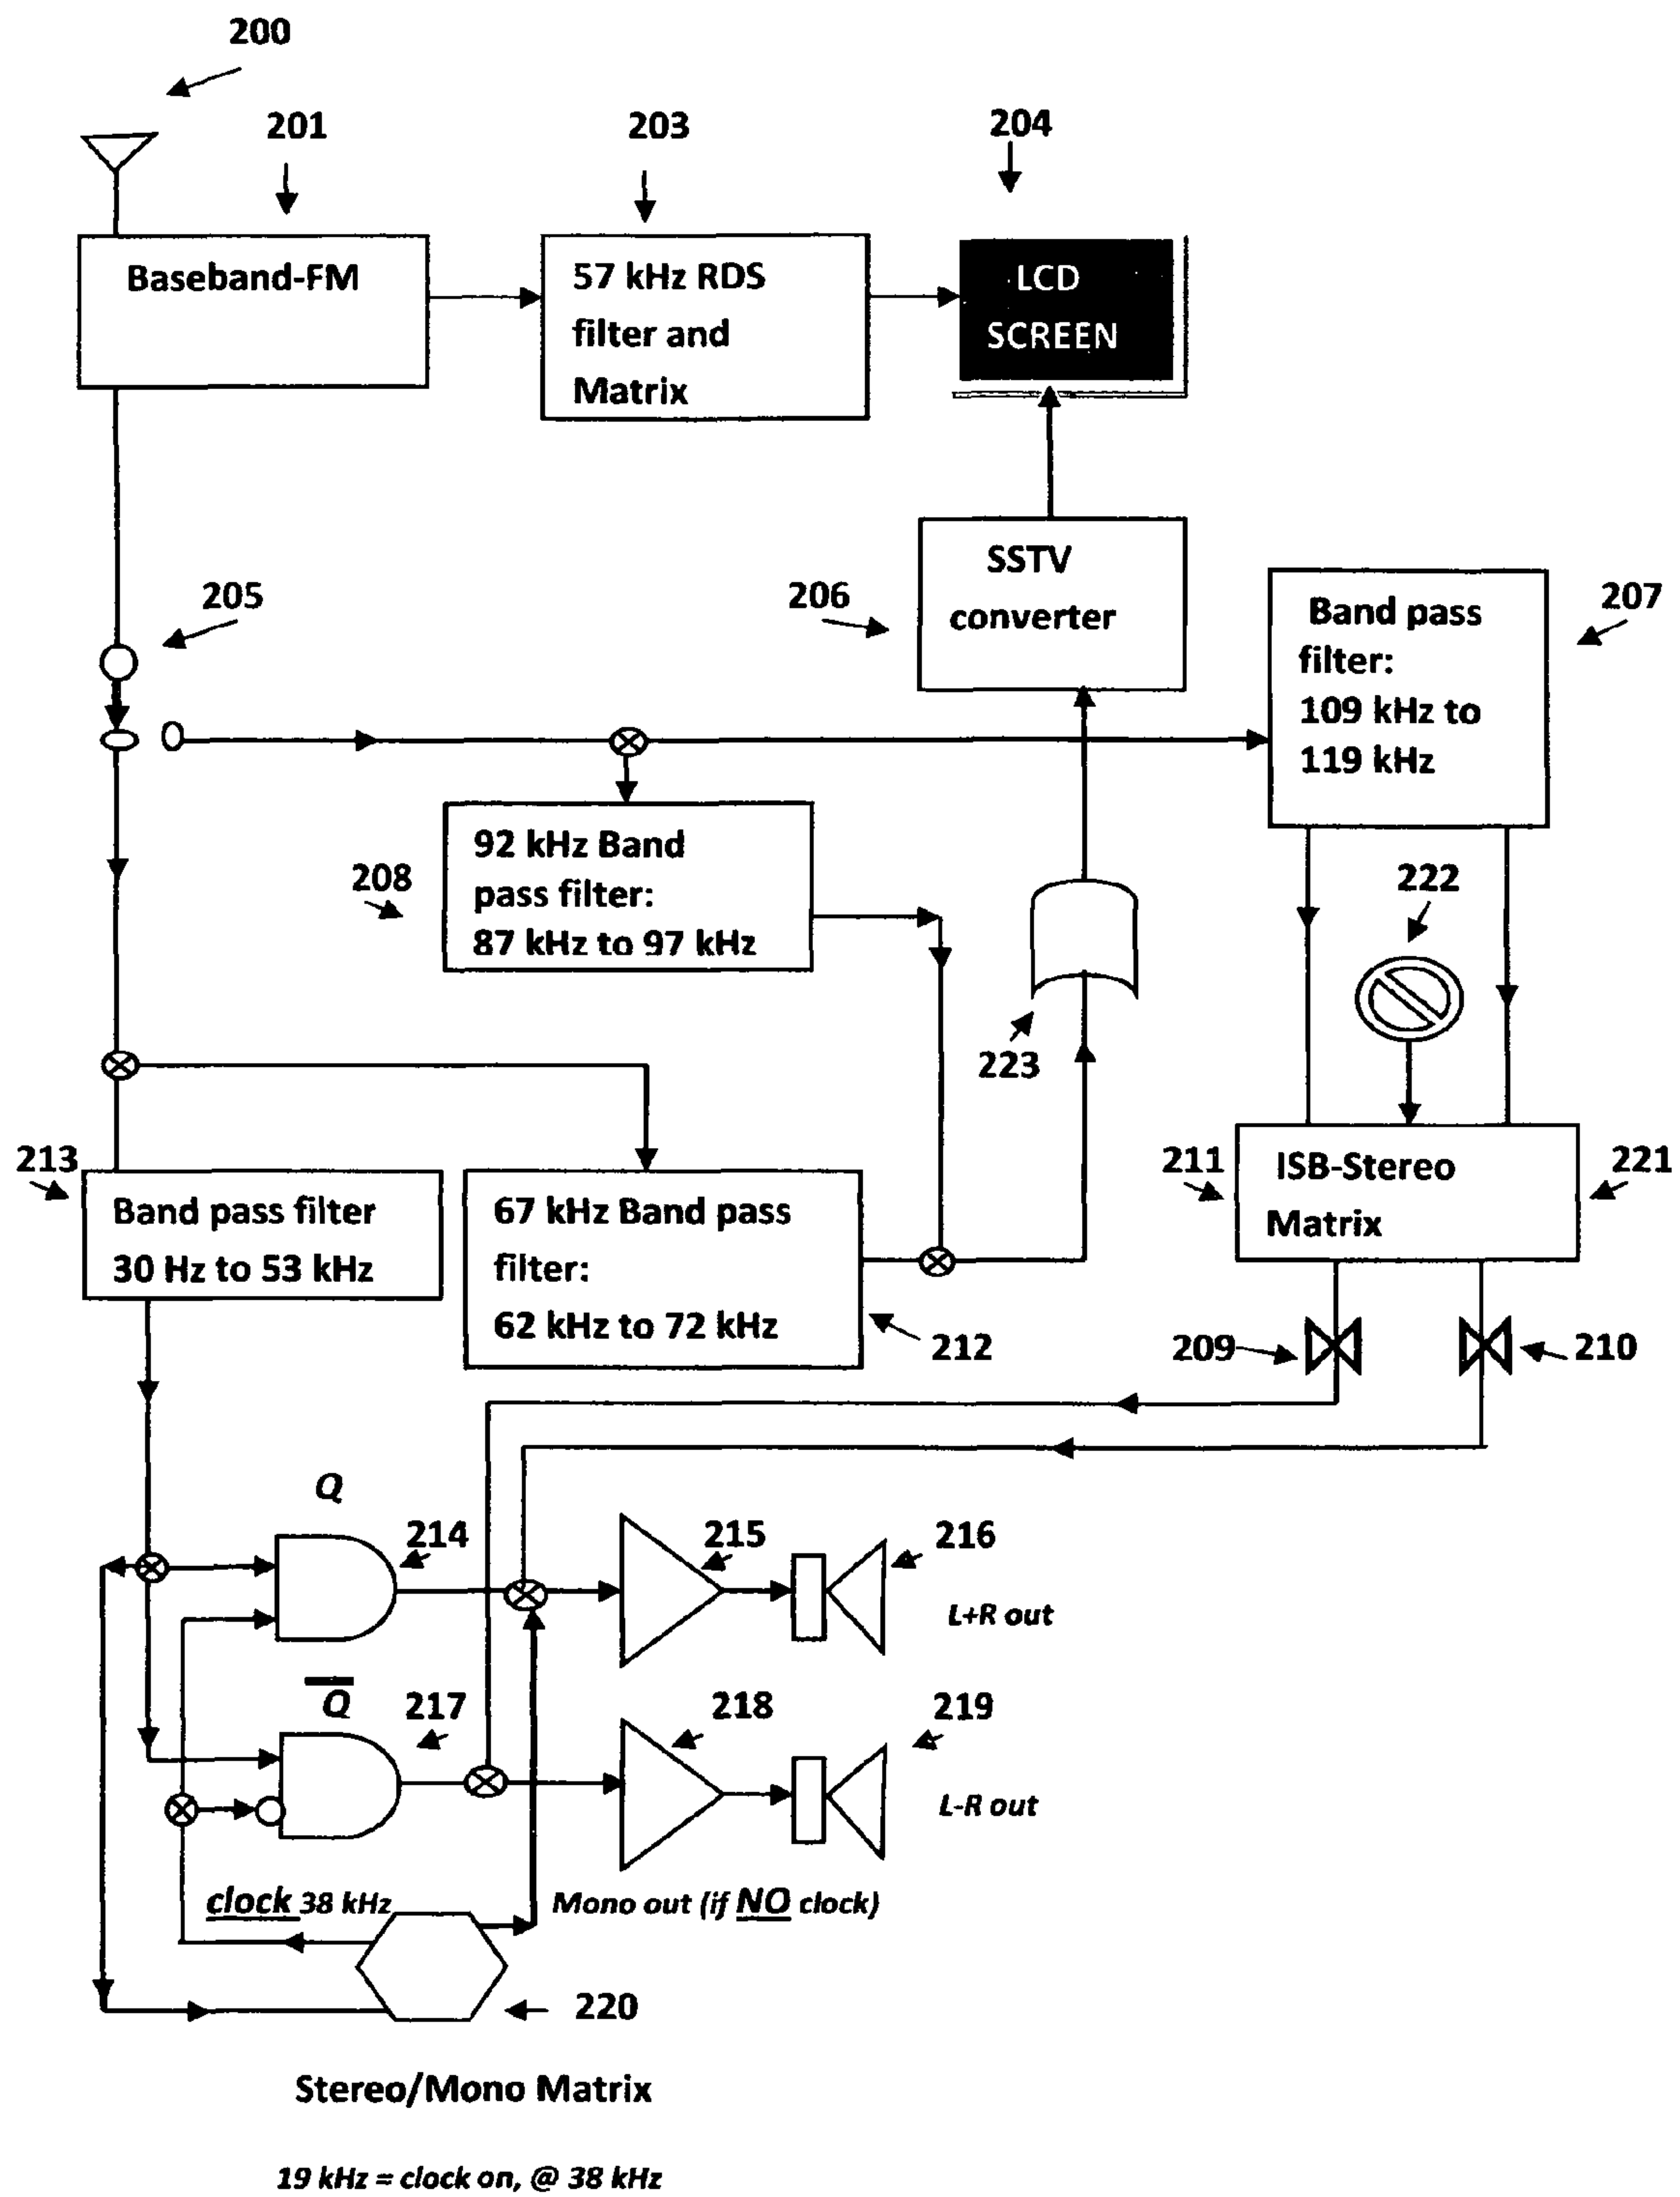 200
201
203
204
Baseband-FM
57 kHz RDS
filter and
Matrix
LCD
SCREEN
205
206
SSTV
converter
207
Band pass
filter:
109 kHz to
119 kHz
208
92 kHz Band
pass filter:
87 kHz to 97 kHz
222
223
213
Band pass filter
30 Hz to 53 kHz
67 kHz Band pass
filter:
62 kHz to 72 kHz
212
211
ISB-Stereo
Matrix
221
209
210
Q
214
215
216
L+R out
Q̅
217
218
219
L-R out
clock 38 kHz
Mono out (if NO clock)
220
Stereo/Mono Matrix
19 kHz = clock on, @ 38 kHz